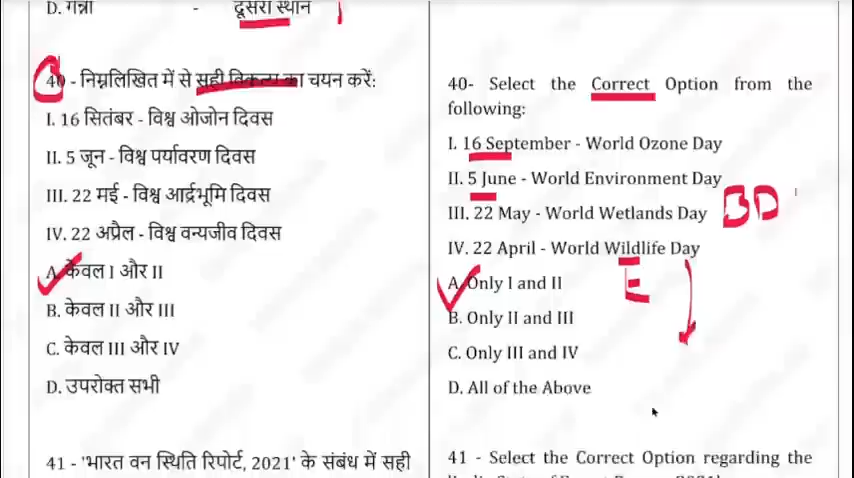 D. गन्ना - दूसरा स्थान
40 - निम्नलिखित में से सही विकल्प का चयन करें:
I. 16 सितंबर - विश्व ओजोन दिवस
II. 5 जून - विश्व पर्यावरण दिवस
III. 22 मई - विश्व आर्द्रभूमि दिवस
IV. 22 अप्रैल - विश्व वन्यजीव दिवस
A. केवल I और II
B. केवल II और III
C. केवल III और IV
D. उपरोक्त सभी
41 - 'भारत वन स्थिति रिपोर्ट, 2021' के संबंध में सही
40- Select the Correct Option from the
following:
I. 16 September - World Ozone Day
II. 5 June - World Environment Day
III. 22 May - World Wetlands Day BD
IV. 22 April - World Wildlife Day
A. Only I and II E
B. Only II and III
C. Only III and IV
D. All of the Above
41 - Select the Correct Option regarding the